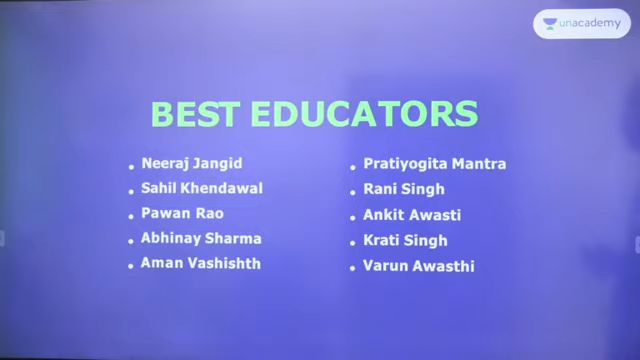 unacademy
BEST EDUCATORS
• Neeraj Jangid
• Sahil Khendawal
• Pawan Rao
• Abhinay Sharma
• Aman Vashishth
• Pratiyogita Mantra
• Rani Singh
• Ankit Awasti
• Krati Singh
• Varun Awasthi